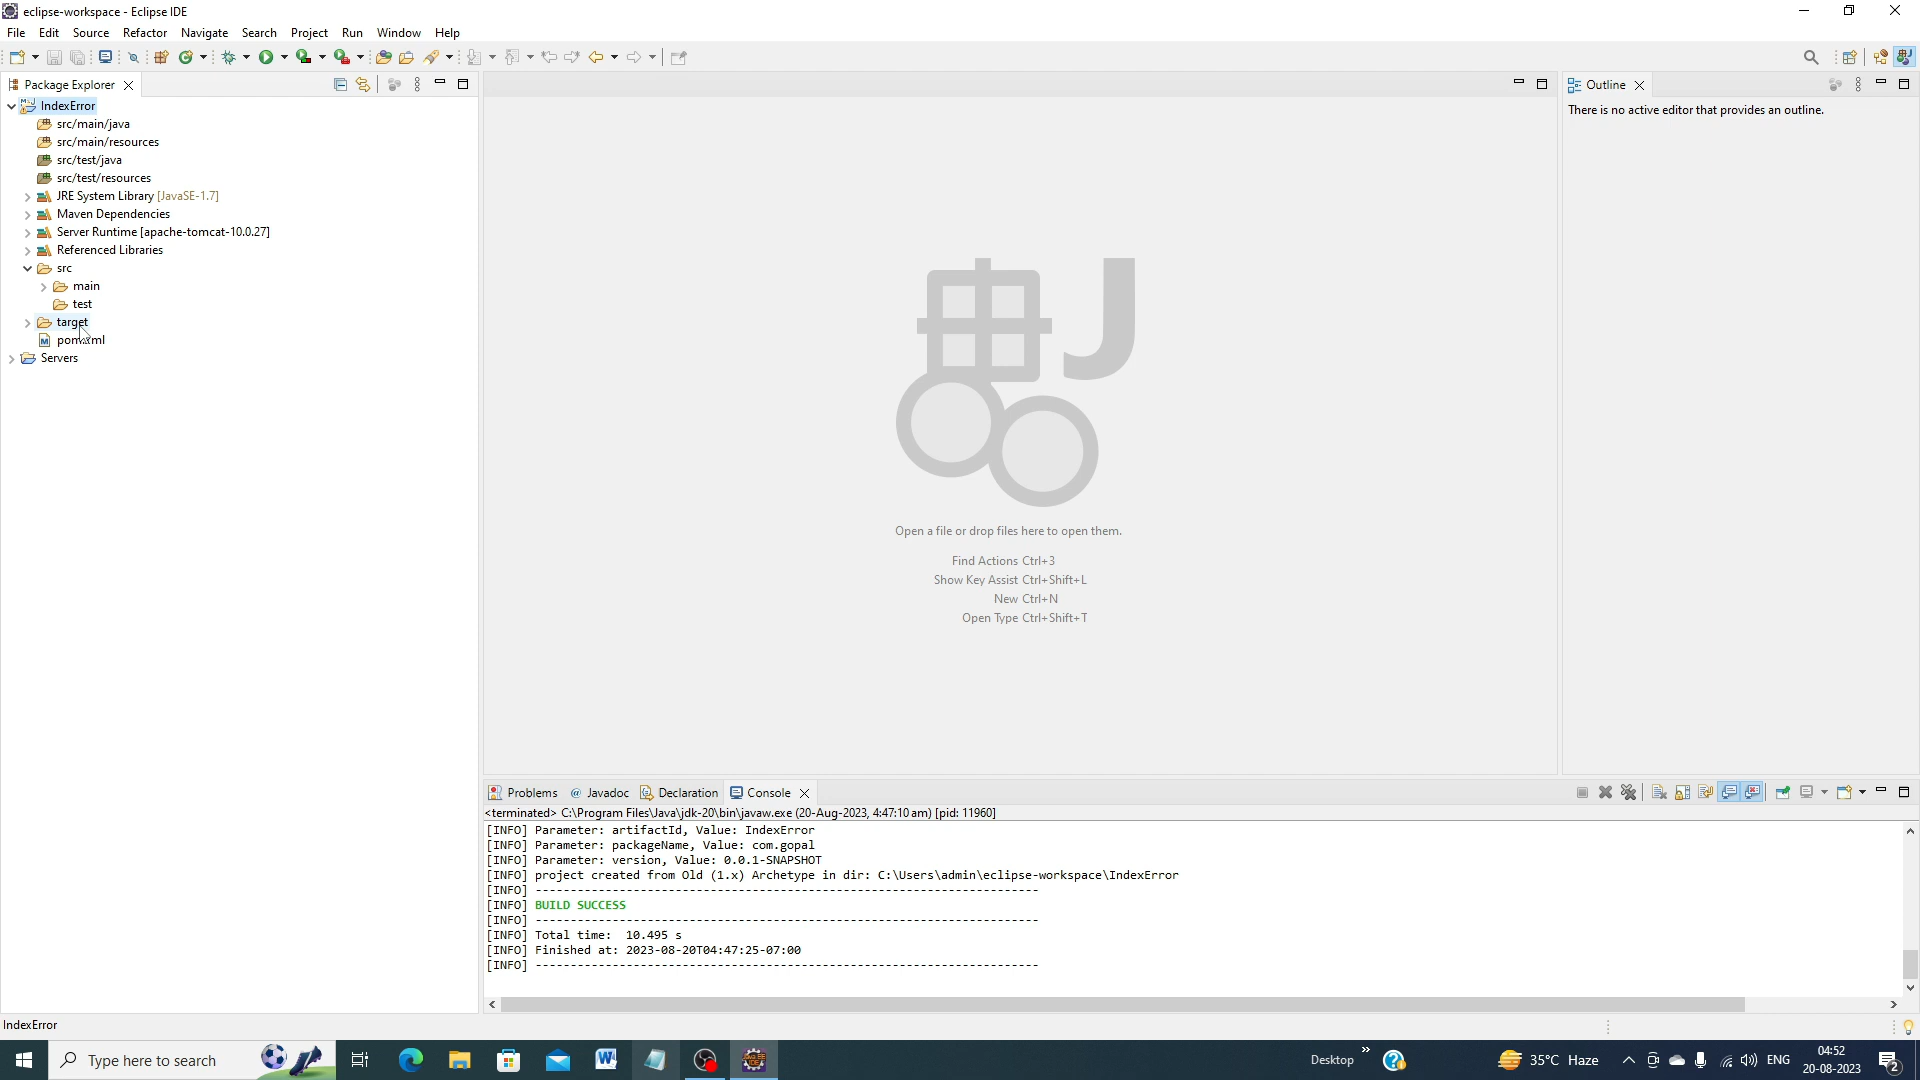 eclipse-workspace - Eclipse IDE
File Edit Source Refactor Navigate Search Project Run Window Help
Package Explorer
IndexError
src/main/java
src/main/resources
src/test/java
src/test/resources
JRE System Library [JavaSE-1.7]
Maven Dependencies
Server Runtime [apache-tomcat-10.0.27]
Referenced Libraries
src
main
test
target
pom.xml
Servers
Open a file or drop files here to open them.
Find Actions Ctrl+3
Show Key Assist Ctrl+Shift+L
New Ctrl+N
Open Type Ctrl+Shift+T
Outline
There is no active editor that provides an outline.
Problems @ Javadoc Declaration Console
<terminated> C:\Program Files\Java\jdk-20\bin\javaw.exe (20-Aug-2023, 4:47:10 am) [pid: 11960]
[INFO] Parameter: artifactId, Value: IndexError
[INFO] Parameter: packageName, Value: com.gopal
[INFO] Parameter: version, Value: 0.0.1-SNAPSHOT
[INFO] project created from Old (1.x) Archetype in dir: C:\Users\admin\eclipse-workspace\IndexError
[INFO] ------------------------------------------------------------------------
[INFO] BUILD SUCCESS
[INFO] ------------------------------------------------------------------------
[INFO] Total time:  10.495 s
[INFO] Finished at: 2023-08-20T04:47:25-07:00
[INFO] ------------------------------------------------------------------------
IndexError
Type here to search
Desktop
35°C Haze
ENG
04:52
20-08-2023
2